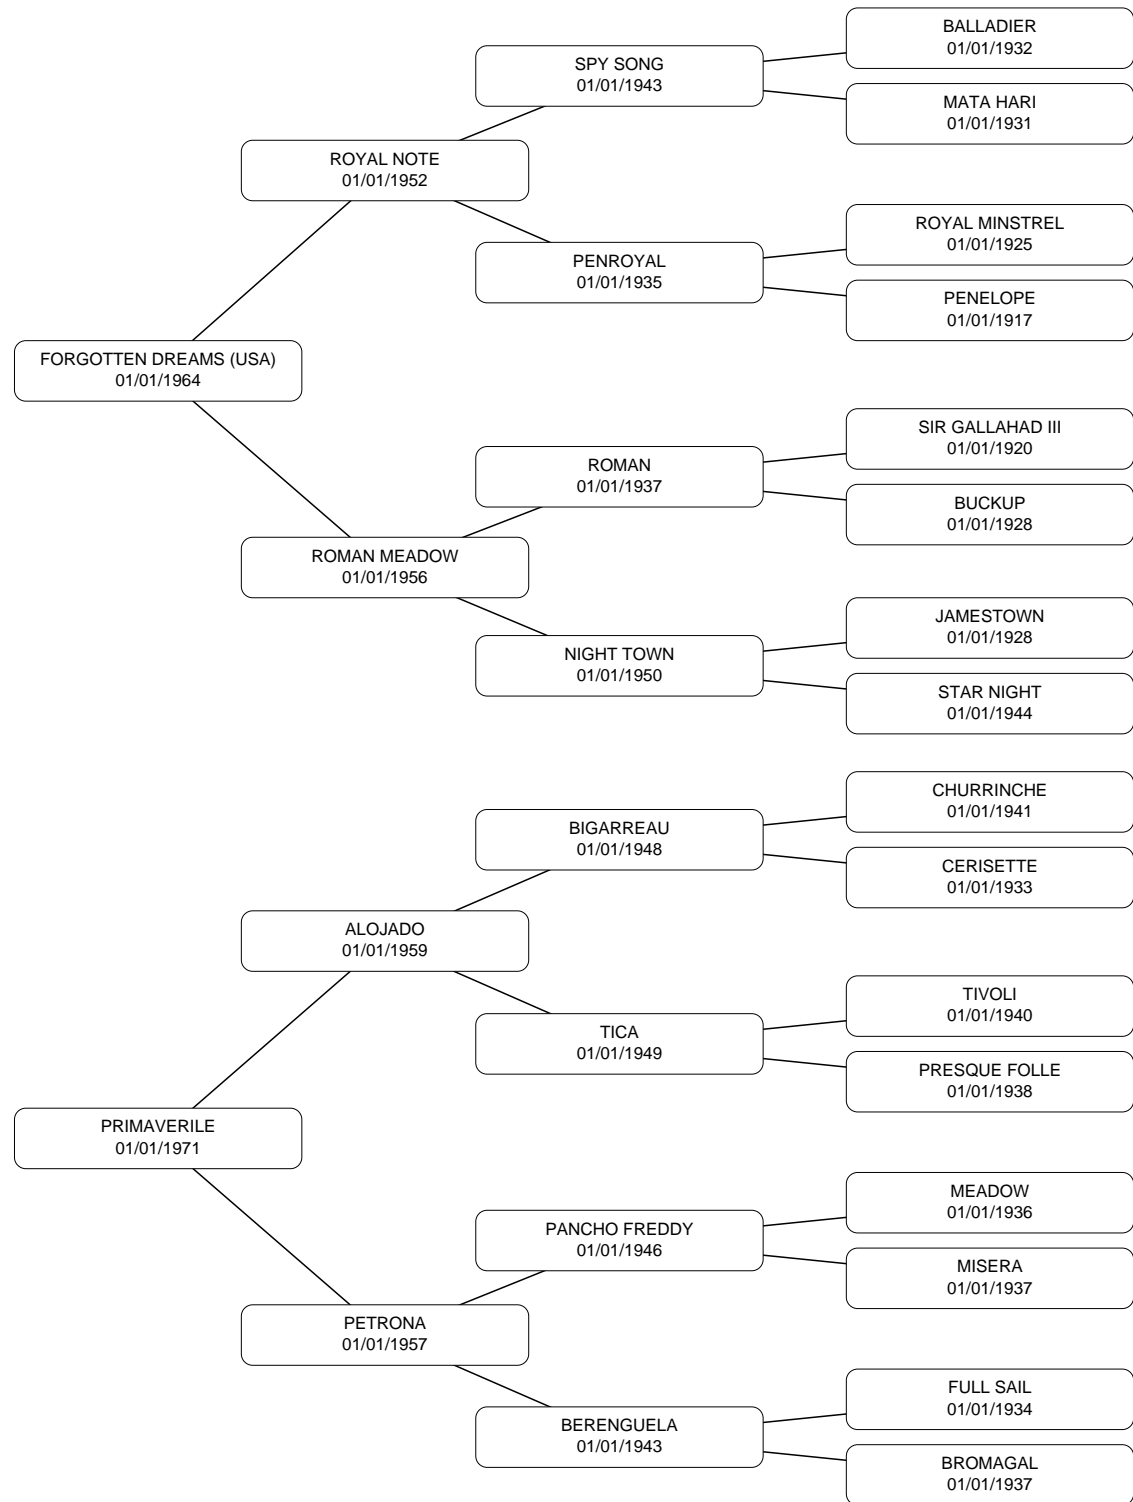 BALLADIER
01/01/1932
SPY SONG
01/01/1943
MATA HARI
01/01/1931
ROYAL NOTE
01/01/1952
ROYAL MINSTREL
01/01/1925
PENROYAL
01/01/1935
PENELOPE
01/01/1917
FORGOTTEN DREAMS (USA)
01/01/1964
SIR GALLAHAD III
01/01/1920
ROMAN
01/01/1937
BUCKUP
01/01/1928
ROMAN MEADOW
01/01/1956
JAMESTOWN
01/01/1928
NIGHT TOWN
01/01/1950
STAR NIGHT
01/01/1944
CHURRINCHE
01/01/1941
BIGARREAU
01/01/1948
CERISETTE
01/01/1933
ALOJADO
01/01/1959
TIVOLI
01/01/1940
TICA
01/01/1949
PRESQUE FOLLE
01/01/1938
PRIMAVERILE
01/01/1971
MEADOW
01/01/1936
PANCHO FREDDY
01/01/1946
MISERA
01/01/1937
PETRONA
01/01/1957
FULL SAIL
01/01/1934
BERENGUELA
01/01/1943
BROMAGAL
01/01/1937